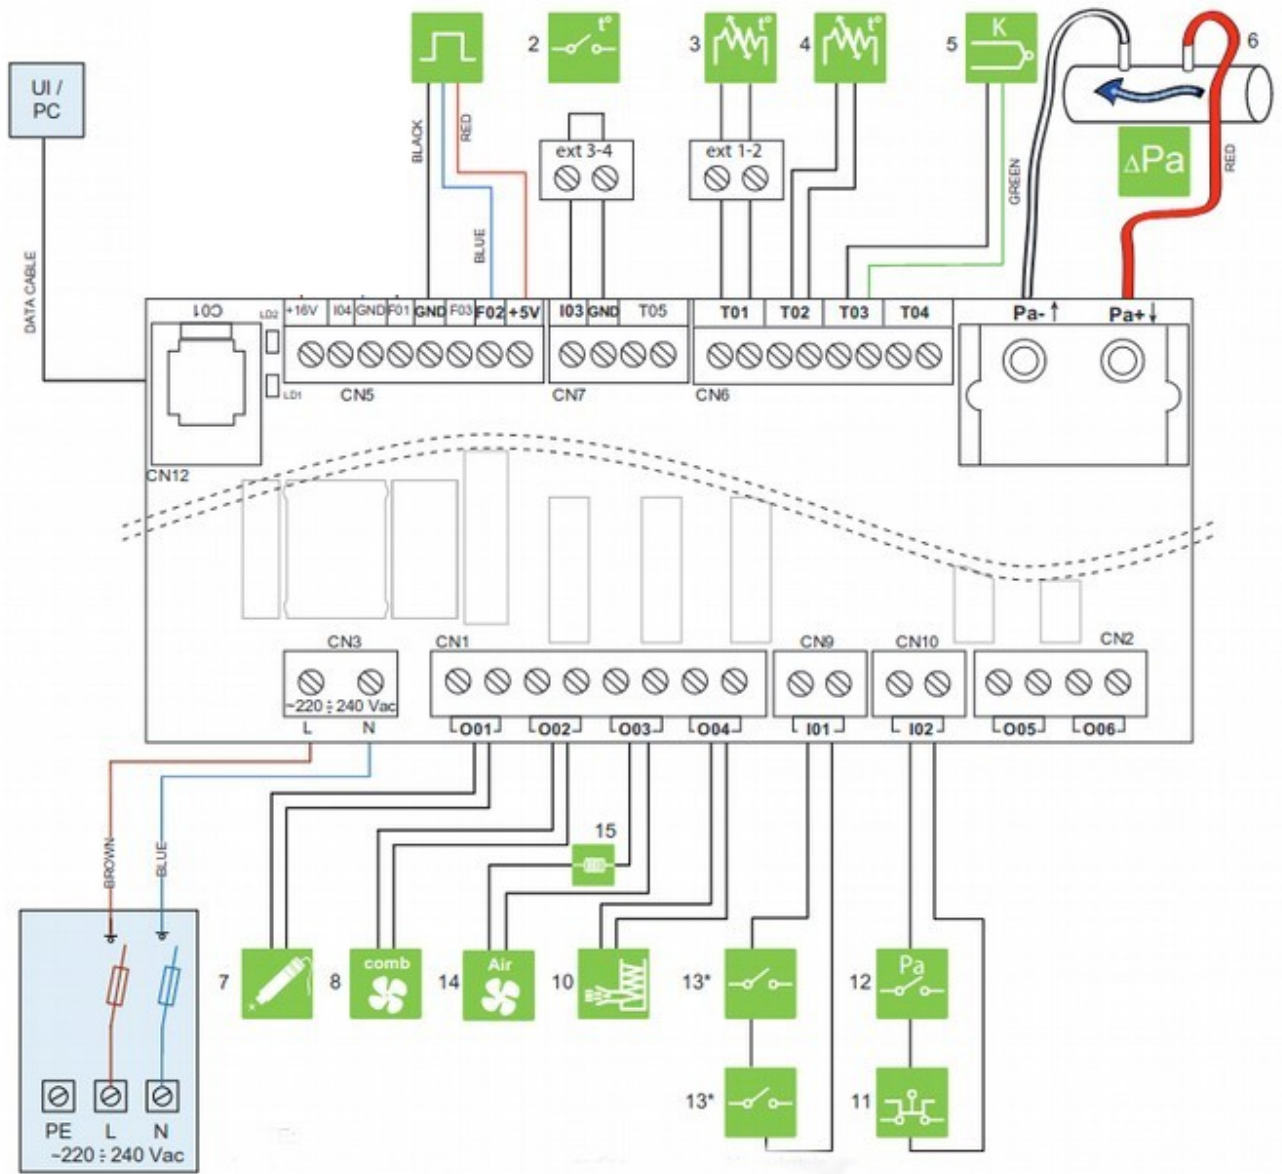 UI /
PC
DATA CABLE
BLACK
RED
BLUE
2
t°
ext 3-4
3
t°
ext 1-2
4
t°
5
K
GREEN
6
ΔPa
RED
C01
LD2
LD1
CN12
+16V I04 GND F01 GND F03 F02 +5V
CN5
I03 GND T05
CN7
T01 T02 T03 T04
CN6
Pa- ↑ Pa+ ↓
CN3
~220 ÷ 240 Vac
L N
CN1
O01 O02 O03 O04
CN9
I01
CN10
I02
CN2
O05 O06
BROWN
BLUE
15
7
8
comb
14
Air
10
13*
12
Pa
13*
11
PE L N
~220 ÷ 240 Vac